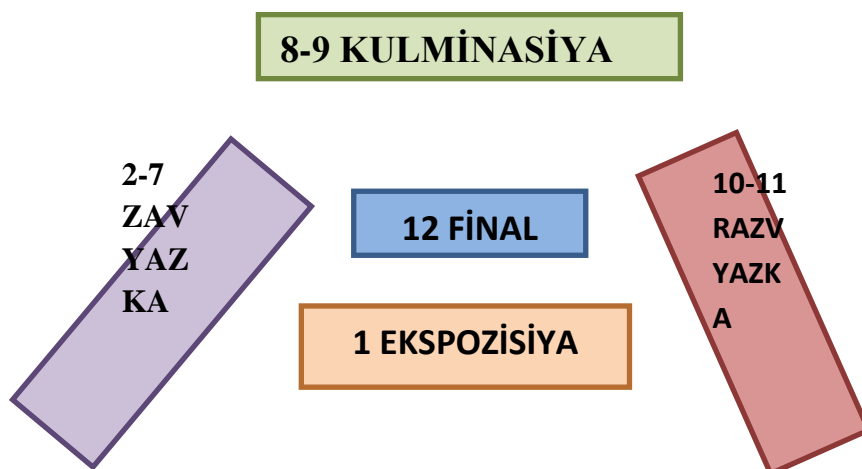 8-9 KULMİNASİYA
2-7
ZAV
YAZ
KA
12 FİNAL
10-11
RAZV
YAZK
A
1 EKSPOZİSİYA